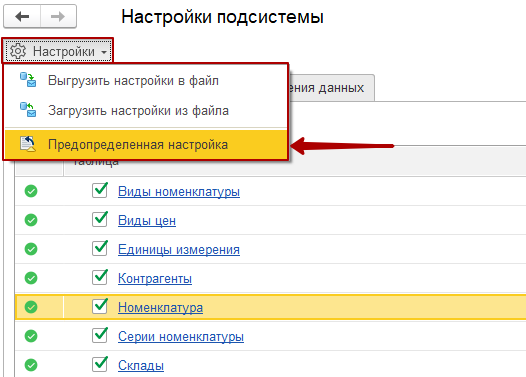 Настройки подсистемы
Настройки
Выгрузить настройки в файл
Загрузить настройки из файла
данных
Предопределенная настройка
Таблица
Виды номенклатуры
Виды цен
Единицы измерения
Контрагенты
Номенклатура
Серии номенклатуры
Склады